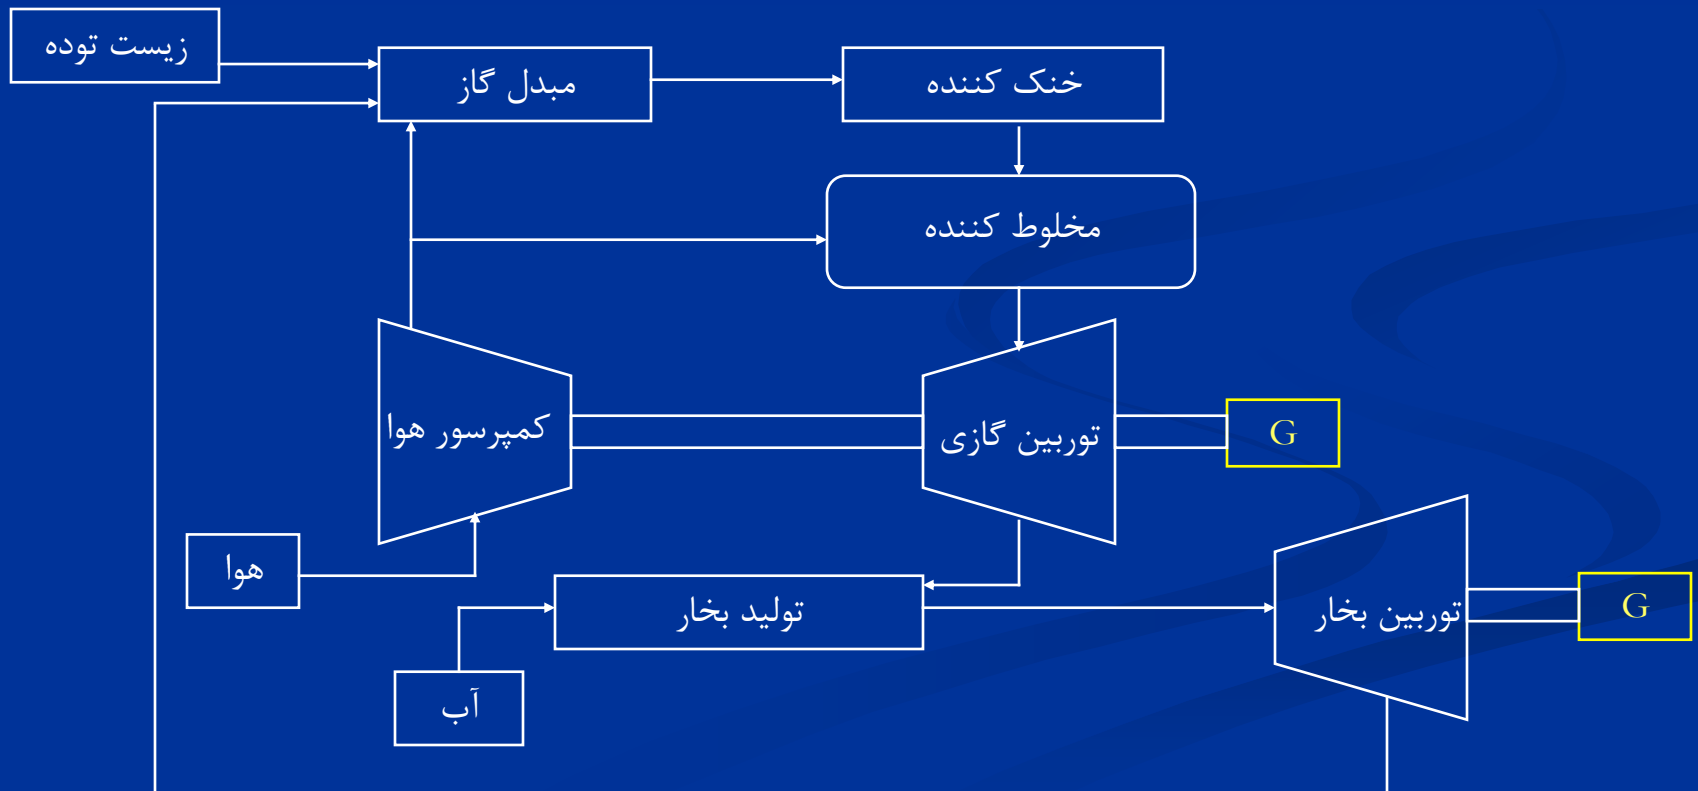 زیست توده
مبدل گاز
خنک کننده
مخلوط کننده
کمپرسور هوا
توربین گازی
G
هوا
تولید بخار
توربین بخار
G
آب